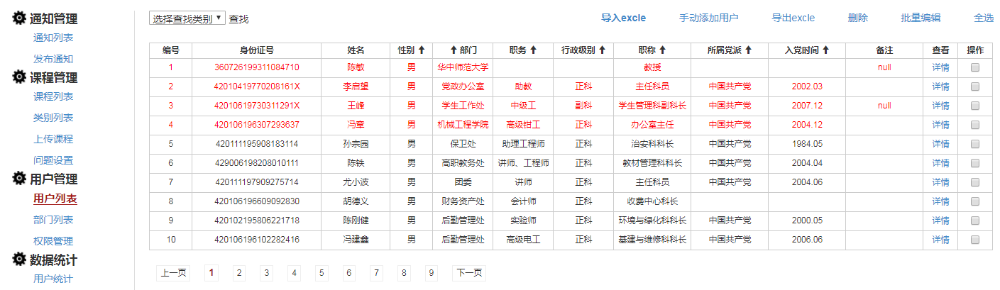 通知管理
通知列表
发布通知
课程管理
课程列表
类别列表
上传课程
问题设置
用户管理
用户列表
部门列表
权限管理
数据统计
用户统计
选择查找类别 查找 导入excle 手动添加用户 导出excle 删除 批量编辑 全选
编号 身份证号 姓名 性别 部门 职务 行政级别 职称 所属党派 入党时间 备注 查看 操作
1 360726199311084710 陈敏 男 华中师范大学 教授 null 详情
2 42010419770208161X 李启望 男 党政办公室 助教 正科 主任科员 中国共产党 2002.03 详情
3 42010619730311291X 王峰 男 学生工作处 中级工 副科 学生管理科副科长 中国共产党 2007.12 null 详情
4 420106196307293637 冯章 男 机械工程学院 高级钳工 正科 办公室主任 中国共产党 2004.12 详情
5 420111195908183114 孙宗园 男 保卫处 助理工程师 正科 治安科科长 中国共产党 1984.05 详情
6 429006198208010111 陈铁 男 高职教务处 讲师、工程师 正科 教材管理科科长 中国共产党 2004.04 详情
7 420111197909275714 尤小波 男 团委 讲师 正科 主任科员 中国共产党 2004.06 详情
8 420106196609092830 胡德义 男 财务资产处 会计师 正科 收费中心科长 详情
9 420102195806221718 陈刚健 男 后勤管理处 实验师 正科 环境与绿化科科长 中国共产党 2000.05 详情
10 420106196102282416 冯建鑫 男 后勤管理处 高级电工 正科 基建与维修科科长 中国共产党 2006.06 详情
上一页 1 2 3 4 5 6 7 8 9 下一页